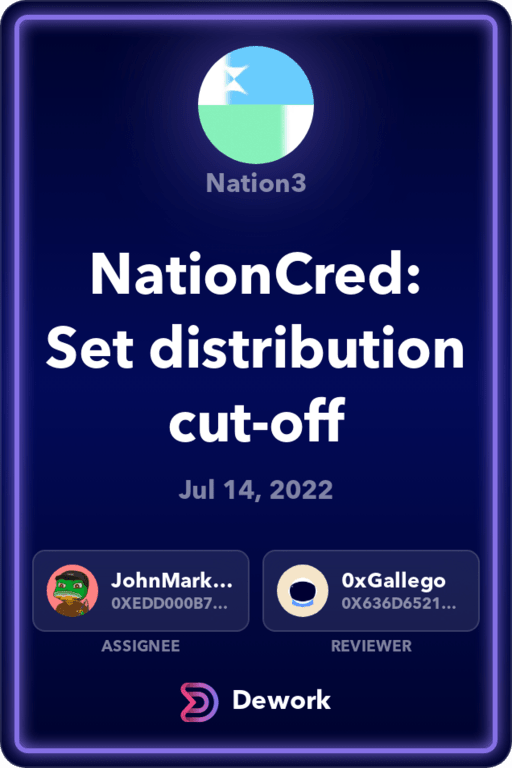 Nation3
NationCred:
Set distribution
cut-off
Jul 14, 2022
JohnMark...
0XEDD000B7...
ASSIGNEE
0xGallego
0X636D6521...
REVIEWER
Dework